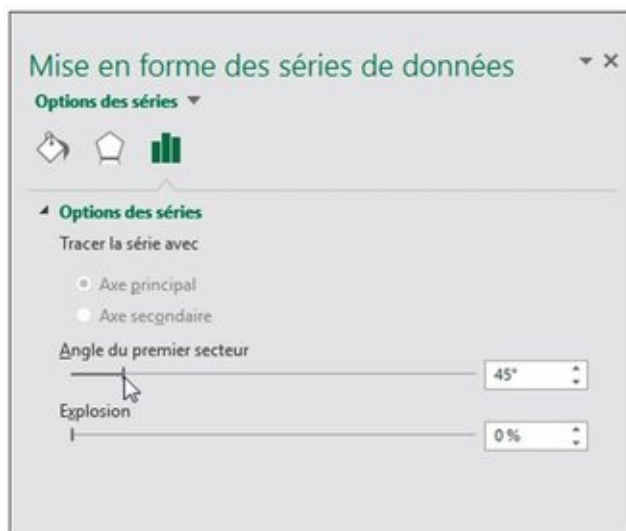 Mise en forme des séries de données
Options des séries
Options des séries
Tracer la série avec
Axe principal
Axe secondaire
Angle du premier secteur
45°
Explosion
0 %